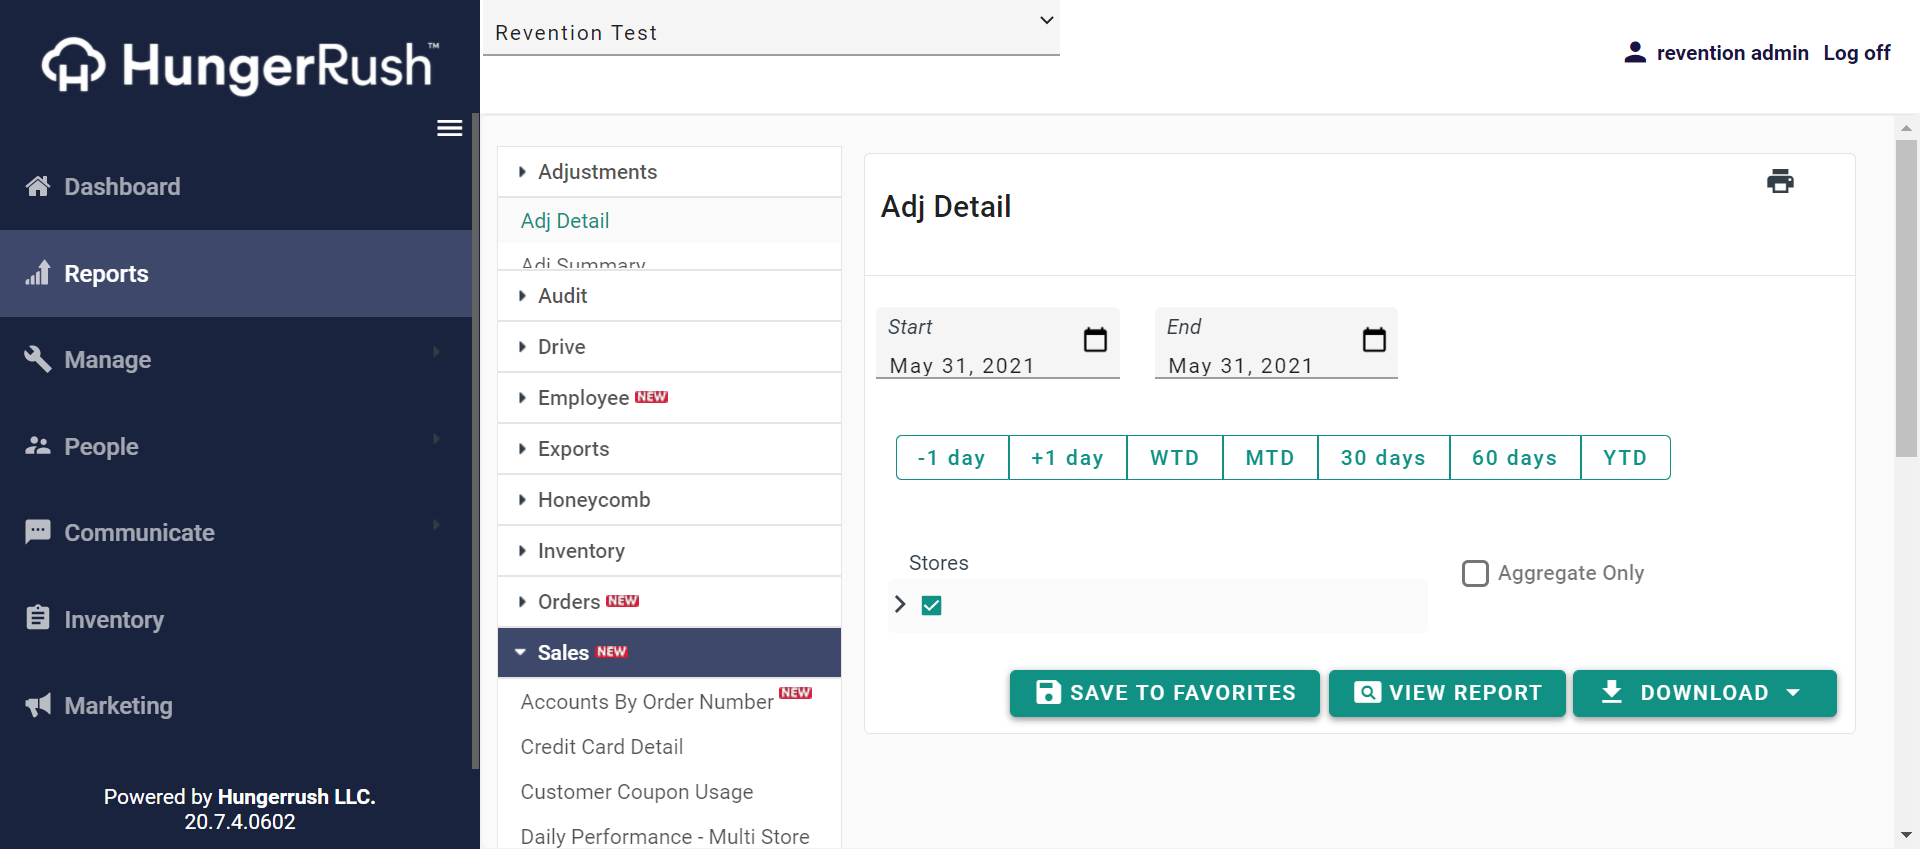 HungerRush™
Revention Test
revention admin Log off
Dashboard
Reports
Manage
People
Communicate
Inventory
Marketing
Powered by Hungerrush LLC.
20.7.4.0602
Adjustments
Adj Detail
Adj Summary
Audit
Drive
Employee NEW
Exports
Honeycomb
Inventory
Orders NEW
Sales NEW
Accounts By Order Number NEW
Credit Card Detail
Customer Coupon Usage
Daily Performance - Multi Store
Adj Detail
Start
May 31, 2021
End
May 31, 2021
-1 day +1 day WTD MTD 30 days 60 days YTD
Stores
Aggregate Only
SAVE TO FAVORITES VIEW REPORT DOWNLOAD